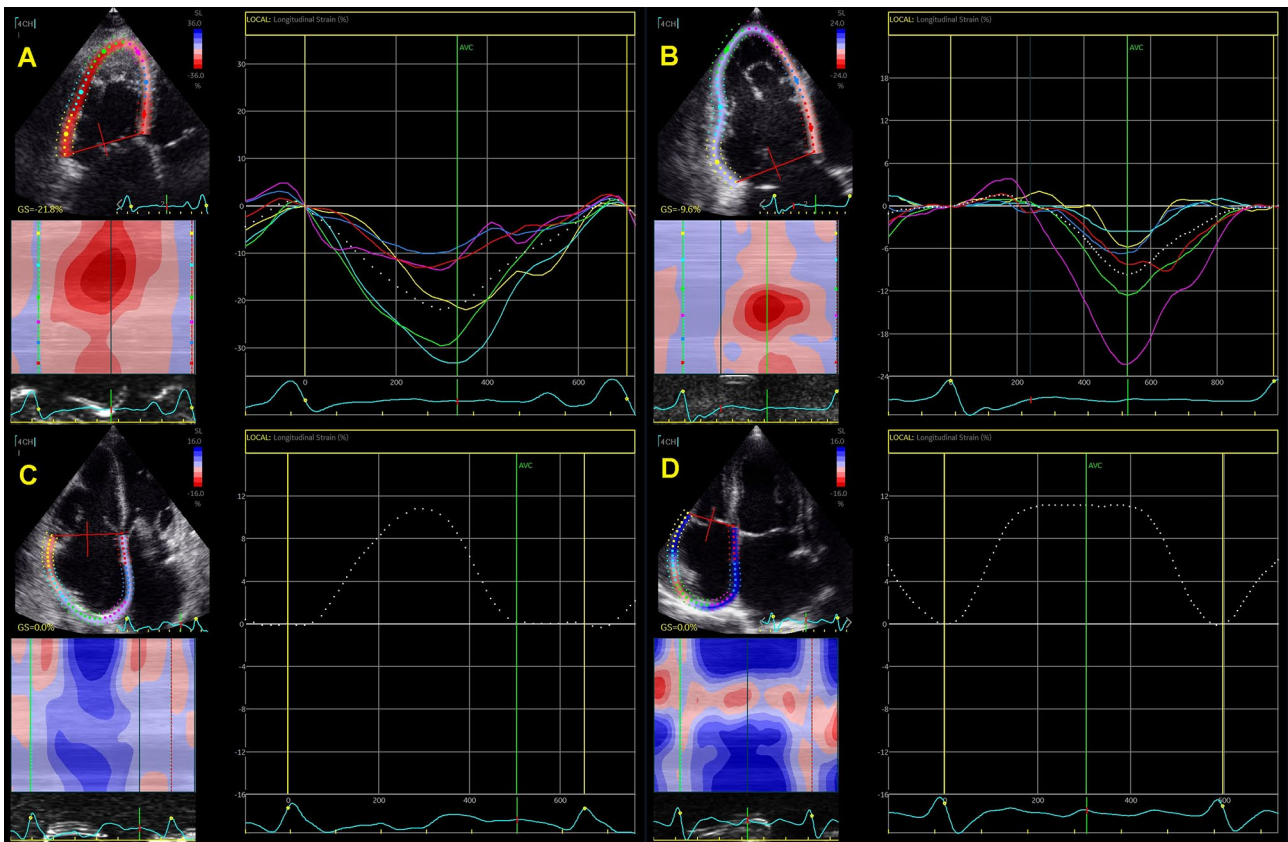 A
4CH
SL
36.0
-36.0
%
GS=-21.8%
LOCAL: Longitudinal Strain (%)
AVC
30
20
10
0
-10
-20
-30
0
200
400
600
B
4CH
SL
24.0
-24.0
%
GS=-9.6%
LOCAL: Longitudinal Strain (%)
AVC
18
12
6
0
-6
-12
-18
-24
0
200
400
600
800
C
4CH
SL
16.0
-16.0
%
GS=0.0%
LOCAL: Longitudinal Strain (%)
AVC
12
8
4
0
-4
-8
-12
-16
0
200
400
600
D
4CH
SL
16.0
-16.0
%
GS=0.0%
LOCAL: Longitudinal Strain (%)
AVC
12
8
4
0
-4
-8
-12
-16
0
200
400
600